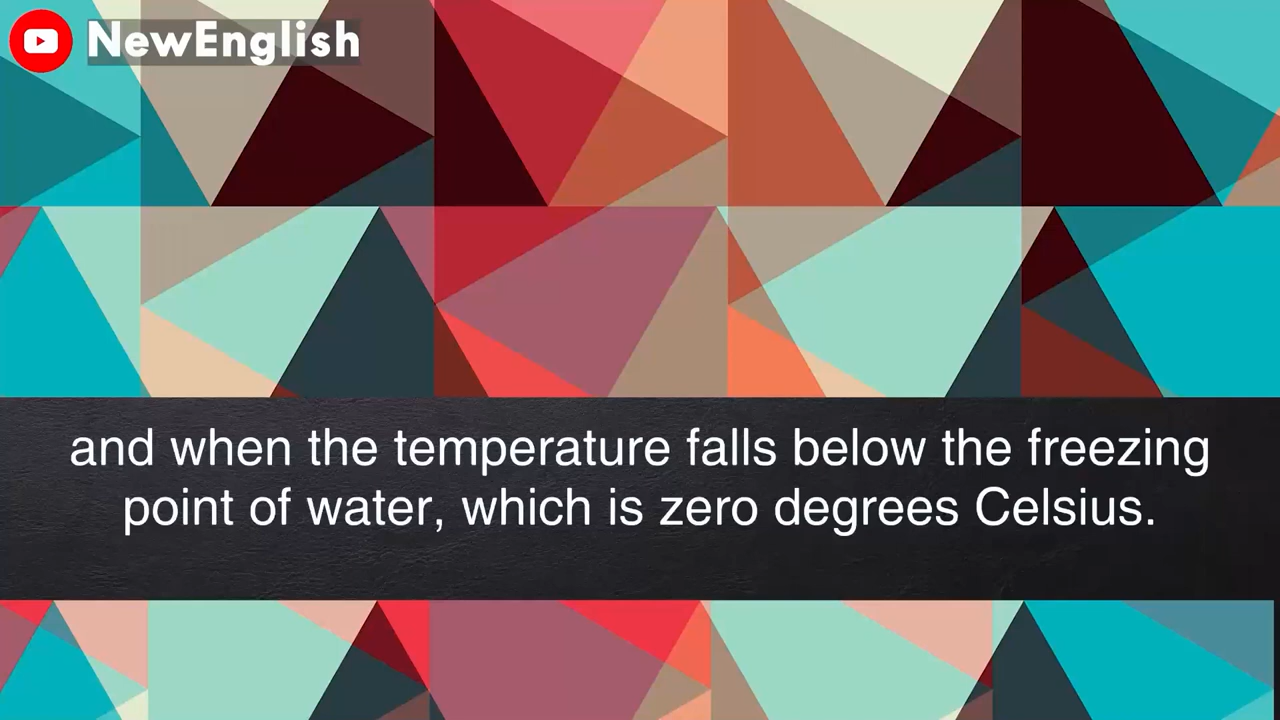 NewEnglish
and when the temperature falls below the freezing
point of water, which is zero degrees Celsius.